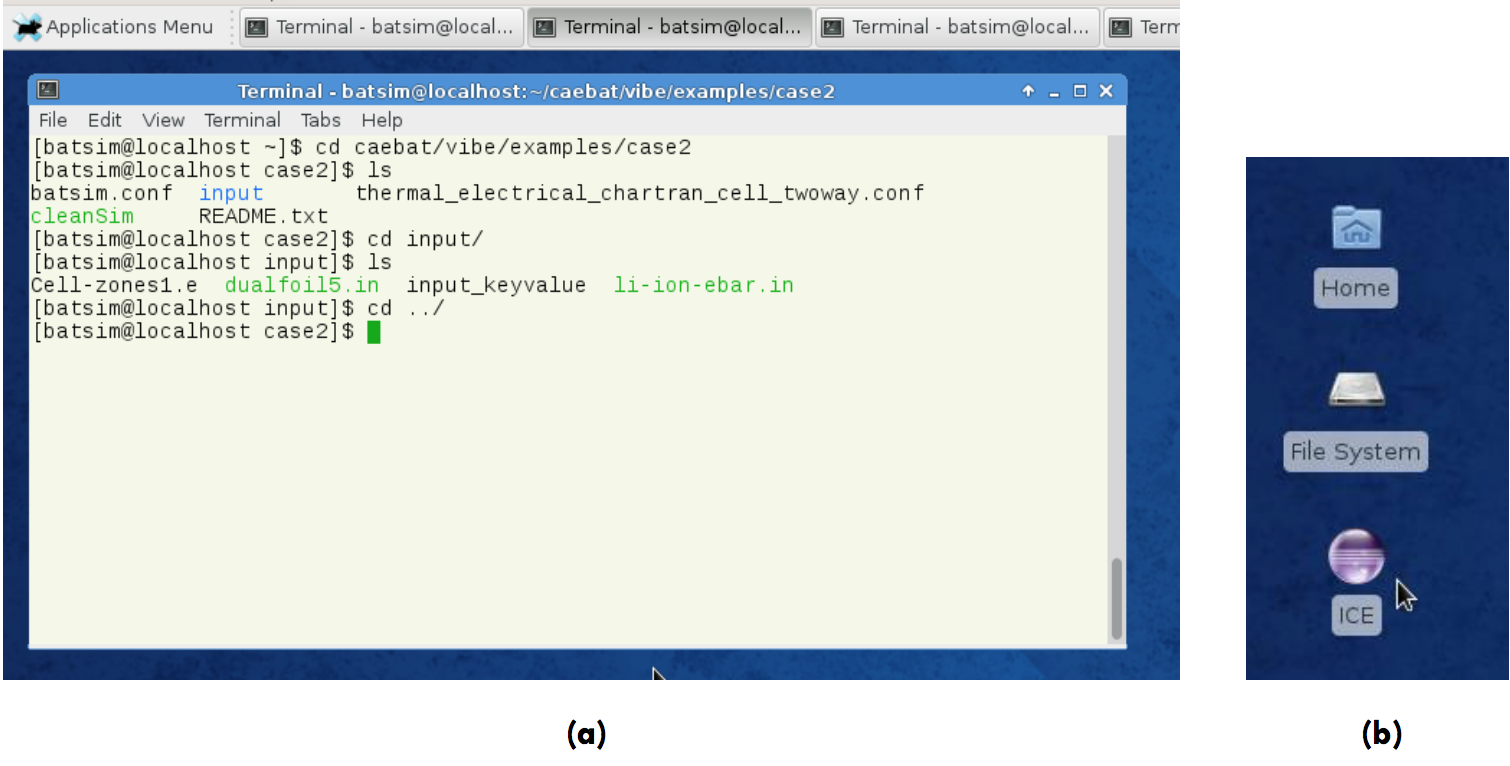 Applications Menu
Terminal - batsim@local...
Terminal - batsim@local...
Terminal - batsim@local...
Term
Terminal - batsim@localhost:~/caebat/vibe/examples/case2
File Edit View Terminal Tabs Help
[batsim@localhost ~]$ cd caebat/vibe/examples/case2
[batsim@localhost case2]$ ls
batsim.conf input thermal_electrical_chartran_cell_twoway.conf
cleanSim README.txt
[batsim@localhost case2]$ cd input/
[batsim@localhost input]$ ls
Cell-zones1.e dualfoil5.in input_keyvalue li-ion-ebar.in
[batsim@localhost input]$ cd ../
[batsim@localhost case2]$
Home
File System
ICE
(a)
(b)